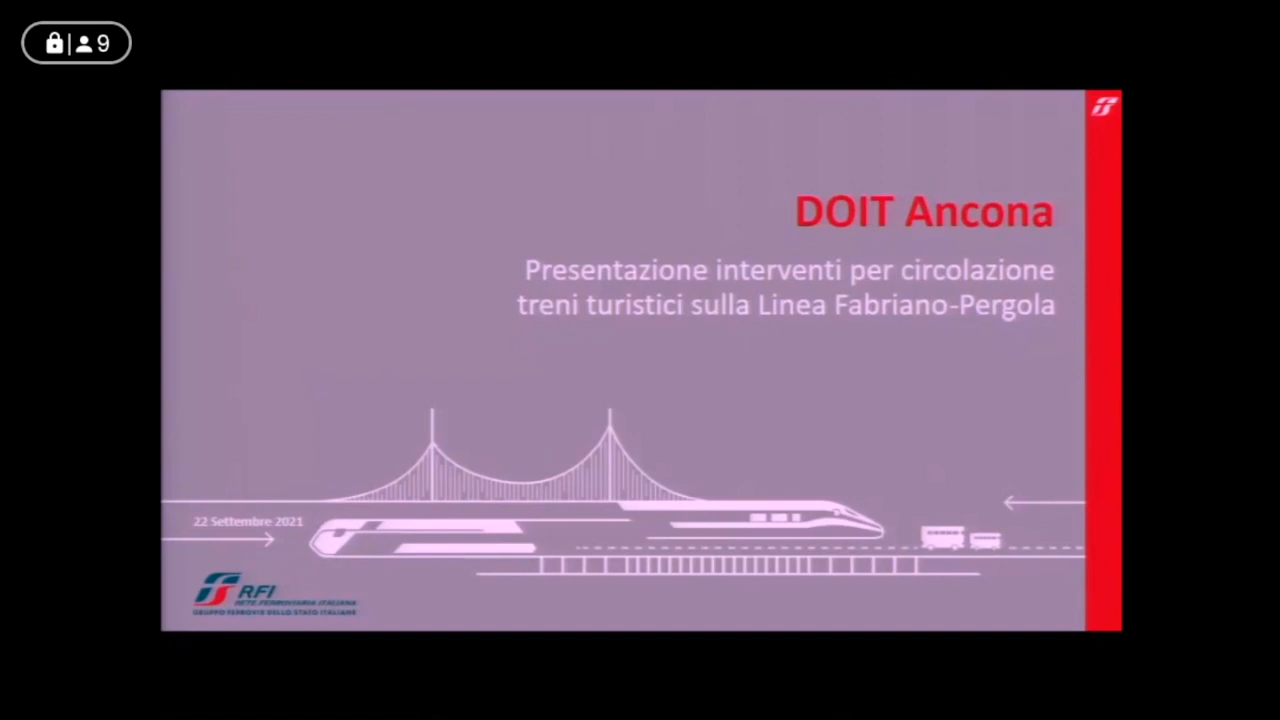 9
DOIT Ancona
Presentazione interventi per circolazione
treni turistici sulla Linea Fabriano-Pergola
22 Settembre 2021
RFI
RETE FERROVIARIA ITALIANA
GRUPPO FERROVIE DELLO STATO ITALIANE